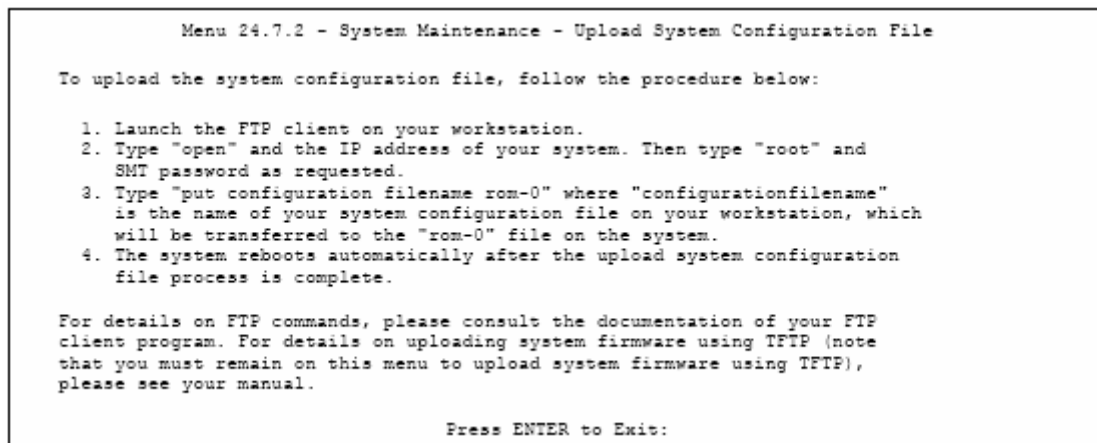 Menu 24.7.2 - System Maintenance - Upload System Configuration File
To upload the system configuration file, follow the procedure below:
1. Launch the FTP client on your workstation.
2. Type "open" and the IP address of your system. Then type "root" and
SMT password as requested.
3. Type "put configuration filename rom-0" where "configurationfilename"
is the name of your system configuration file on your workstation, which
will be transferred to the "rom-0" file on the system.
4. The system reboots automatically after the upload system configuration
file process is complete.
For details on FTP commands, please consult the documentation of your FTP
client program. For details on uploading system firmware using TFTP (note
that you must remain on this menu to upload system firmware using TFTP),
please see your manual.
Press ENTER to Exit: